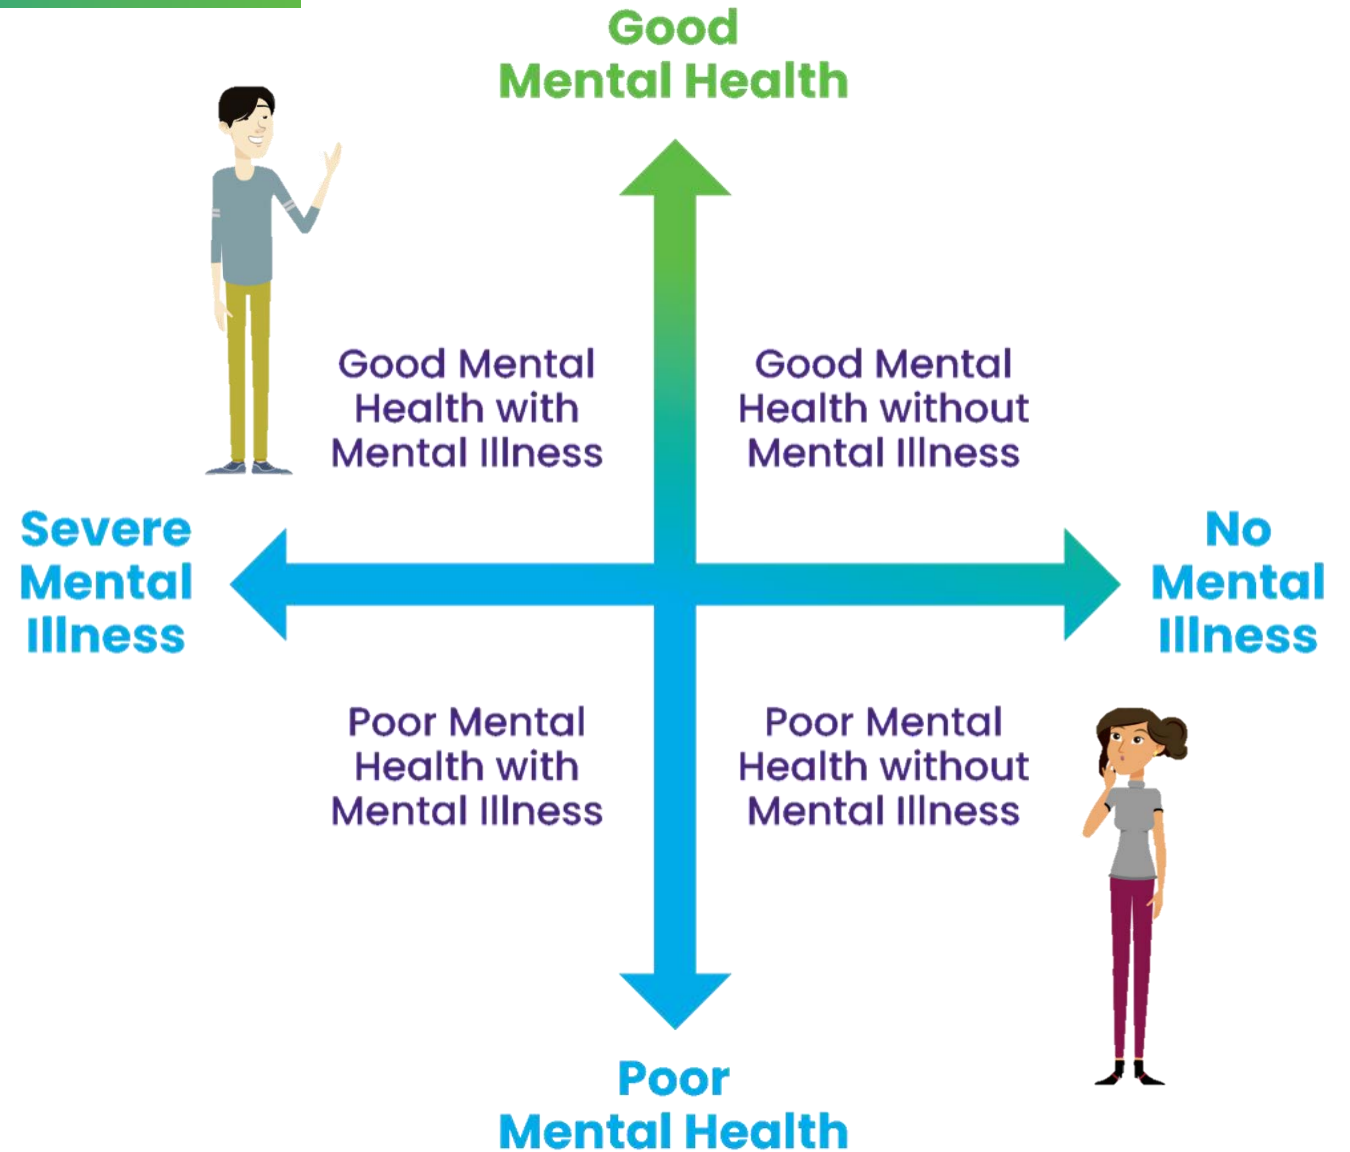 Good
Mental Health
Good Mental
Health with
Mental Illness
Good Mental
Health without
Mental Illness
Severe
Mental
Illness
No
Mental
Illness
Poor Mental
Health with
Mental Illness
Poor Mental
Health without
Mental Illness
Poor
Mental Health